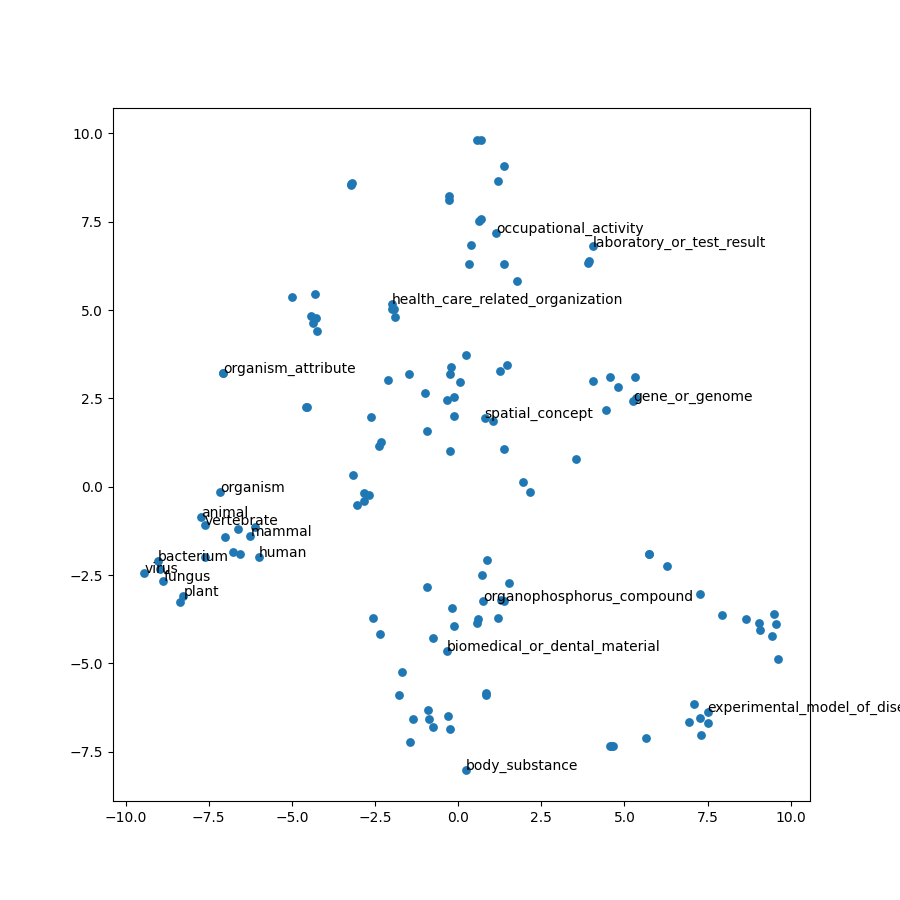 10.0
7.5
5.0
2.5
0.0
−2.5
−5.0
−7.5
occupational_activity
laboratory_or_test_result
health_care_related_organization
organism_attribute
gene_or_genome
spatial_concept
organism
animal
vertebrate
mammal
human
bacterium
virus
fungus
plant
organophosphorus_compound
biomedical_or_dental_material
experimental_model_of_dise
body_substance
−10.0 −7.5 −5.0 −2.5 0.0 2.5 5.0 7.5 10.0